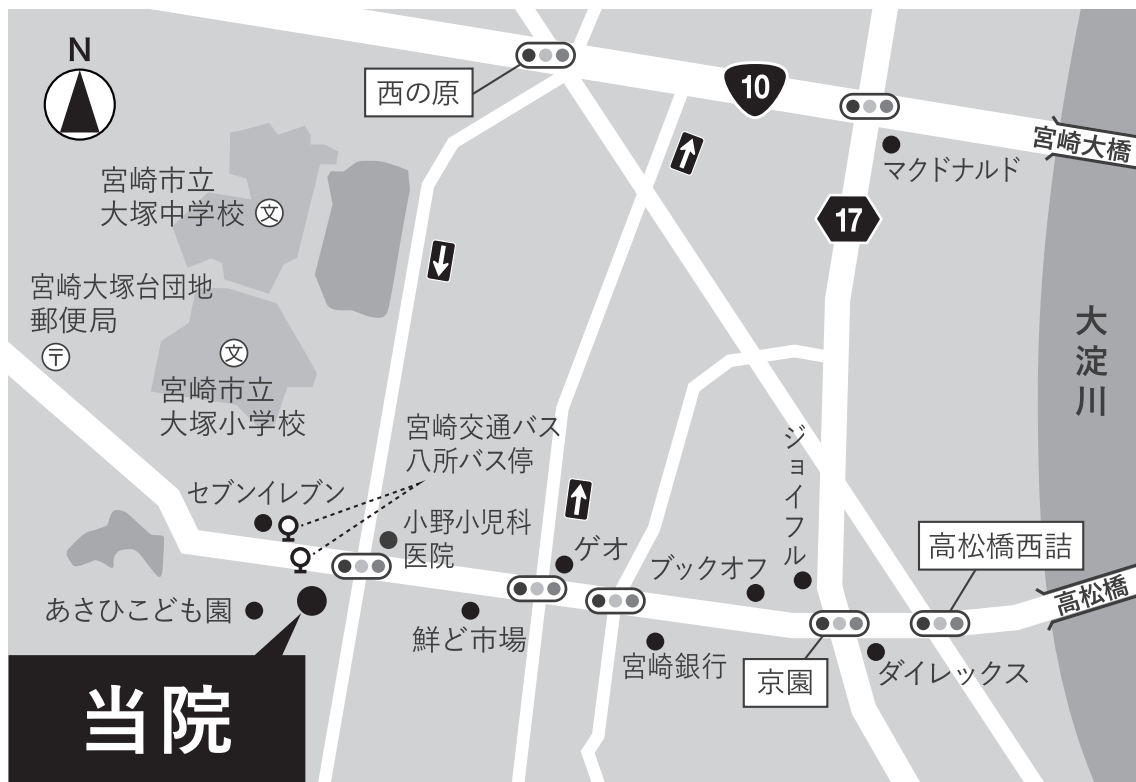 N
西の原
10
宮崎大橋
マクドナルド
17
宮崎市立
大塚中学校
文
宮崎大塚台団地
郵便局
〒
文
宮崎市立
大塚小学校
大淀川
宮崎交通バス
八所バス停
ジョイフル
セブンイレブン
小野小児科
医院
ゲオ
ブックオフ
高松橋西詰
高松橋
あさひこども園
鮮ど市場
宮崎銀行
京園
ダイレックス
当院